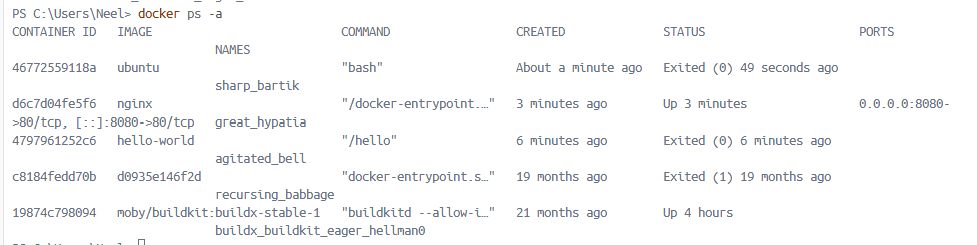 PS C:\Users\Neel> docker ps -a
CONTAINER ID   IMAGE                           COMMAND                  CREATED              STATUS                      PORTS
                             NAMES
46772559118a   ubuntu                          "bash"                   About a minute ago   Exited (0) 49 seconds ago
                             sharp_bartik
d6c7d04fe5f6   nginx                           "/docker-entrypoint.…"   3 minutes ago        Up 3 minutes                0.0.0.0:8080-
>80/tcp, [::]:8080->80/tcp   great_hypatia
4797961252c6   hello-world                     "/hello"                 6 minutes ago        Exited (0) 6 minutes ago
                             agitated_bell
c8184fedd70b   d0935e146f2d                    "docker-entrypoint.s…"   19 months ago        Exited (1) 19 months ago
                             recursing_babbage
19874c798094   moby/buildkit:buildx-stable-1   "buildkitd --allow-i…"   21 months ago        Up 4 hours
                             buildx_buildkit_eager_hellman0